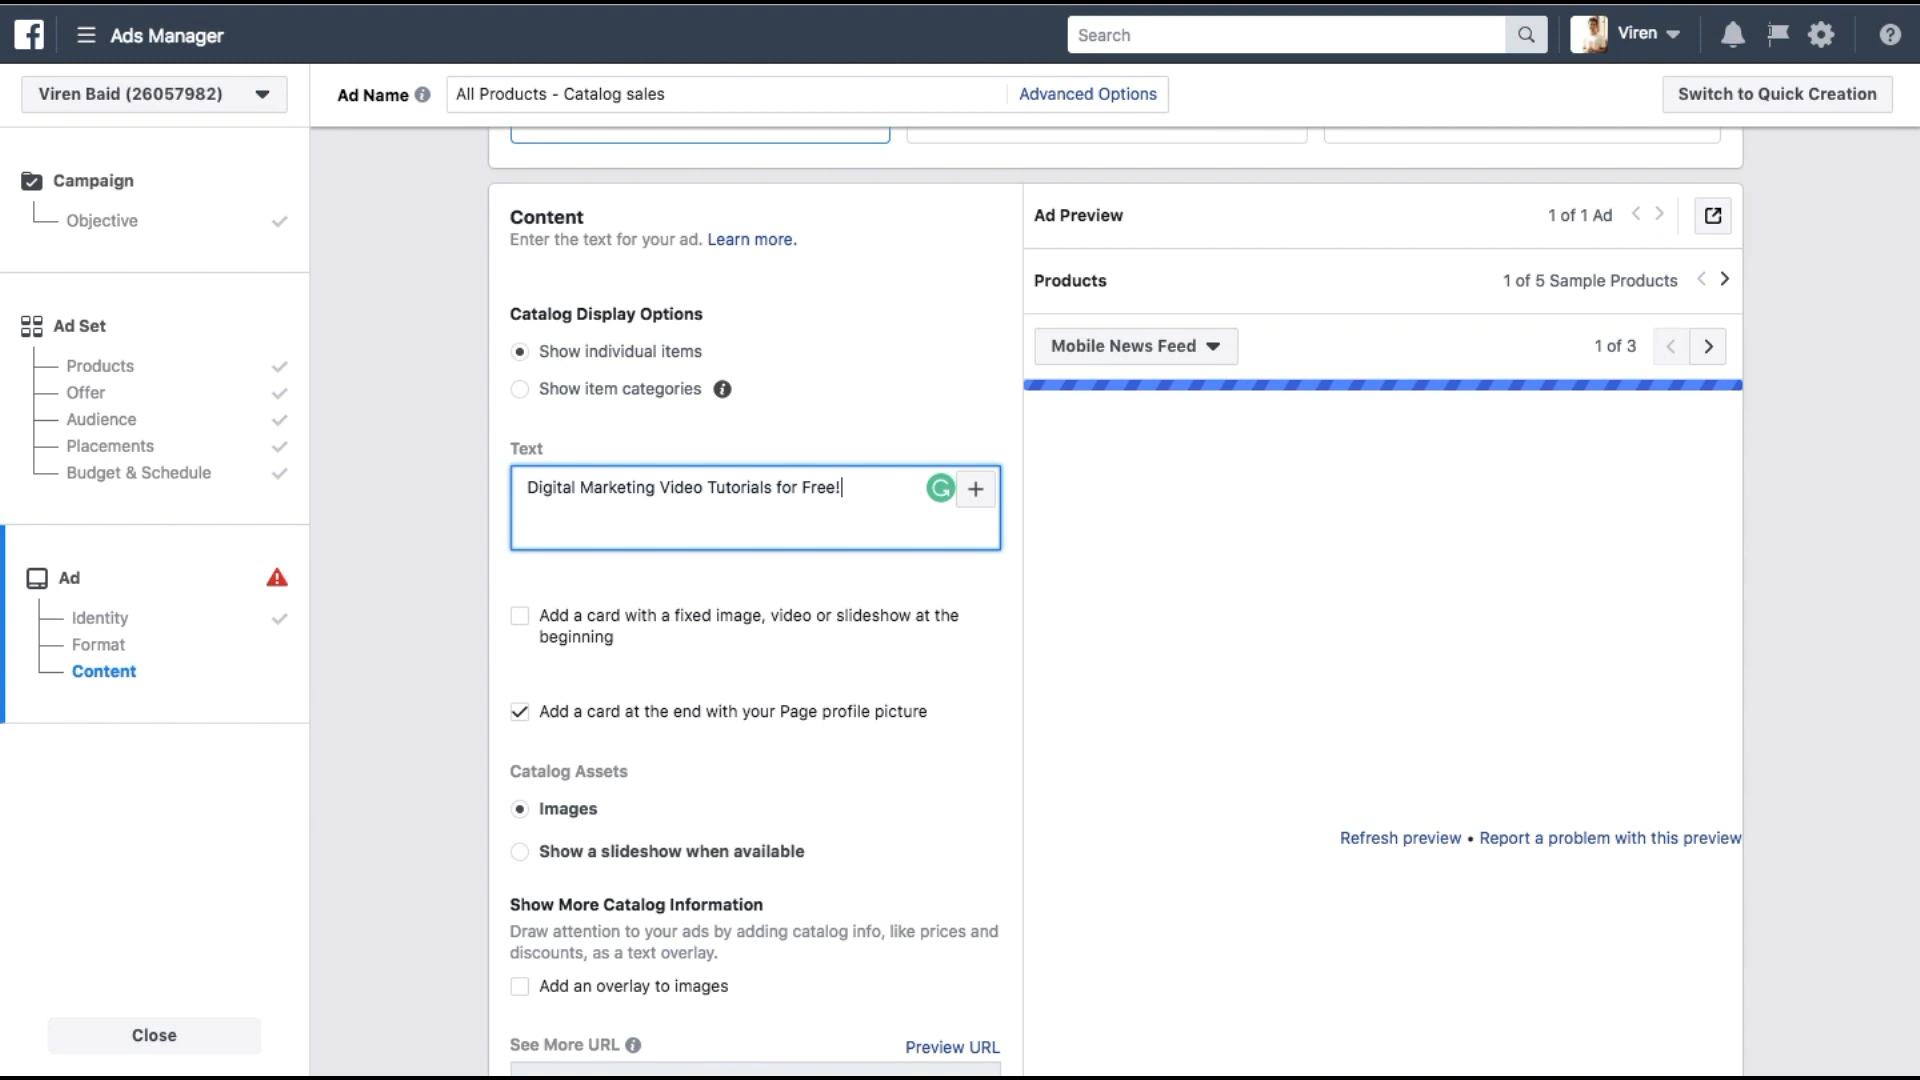 Ads Manager
Search
Viren
Viren Baid (26057982)
Ad Name
All Products - Catalog sales
Advanced Options
Switch to Quick Creation
Campaign
Objective
Ad Set
Products
Offer
Audience
Placements
Budget & Schedule
Ad
Identity
Format
Content
Close
Content
Enter the text for your ad. Learn more.
Catalog Display Options
Show individual items
Show item categories
Text
Digital Marketing Video Tutorials for Free!
Add a card with a fixed image, video or slideshow at the
beginning
Add a card at the end with your Page profile picture
Catalog Assets
Images
Show a slideshow when available
Show More Catalog Information
Draw attention to your ads by adding catalog info, like prices and
discounts, as a text overlay.
Add an overlay to images
See More URL
Preview URL
Ad Preview
1 of 1 Ad
Products
1 of 5 Sample Products
Mobile News Feed
1 of 3
Refresh preview • Report a problem with this preview